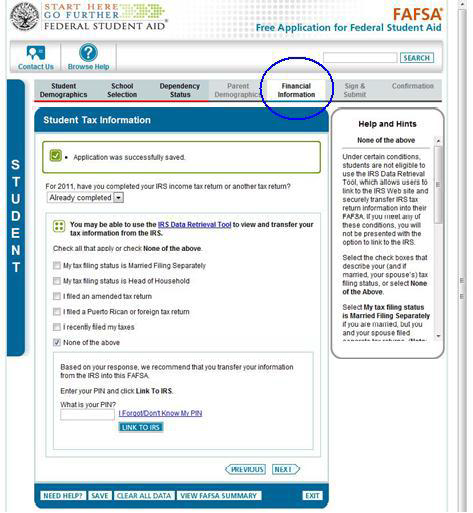 START HERE
GO FURTHER
FEDERAL STUDENT AID®
FAFSA®
Free Application for Federal Student Aid
Contact Us
Browse Help
SEARCH
Student Demographics
School Selection
Dependency Status
Parent Demographics
Financial Information
Sign & Submit
Confirmation
STUDENT
Student Tax Information
Application was successfully saved.
For 2011, have you completed your IRS income tax return or another tax return?
Already completed
You may be able to use the IRS Data Retrieval Tool to view and transfer your
tax information from the IRS.
Check all that apply or check None of the above.
My tax filing status is Married Filing Separately
My tax filing status is Head of Household
I filed an amended tax return
I filed a Puerto Rican or foreign tax return
I recently filed my taxes
None of the above
Based on your response, we recommend that you transfer your information
from the IRS into this FAFSA.
Enter your PIN and click Link To IRS.
What is your PIN?
I Forgot/Don't Know My PIN
LINK TO IRS
PREVIOUS
NEXT
NEED HELP?
SAVE
CLEAR ALL DATA
VIEW FAFSA SUMMARY
EXIT
Help and Hints
None of the above
Under certain conditions,
students are not eligible to
use the IRS Data Retrieval
Tool, which allows users to
link to the IRS Web site and
securely transfer IRS tax
return information into their
FAFSA. If you meet any of
these conditions, you will
not be presented with the
option to link to the IRS.
Select the check boxes that
describe your (and if
married, your spouse's) tax
filing status, or select None
of the Above.
Select My tax filing status
is Married Filing Separately
if you are married, but you
and your spouse filed
separate tax returns. (Note: